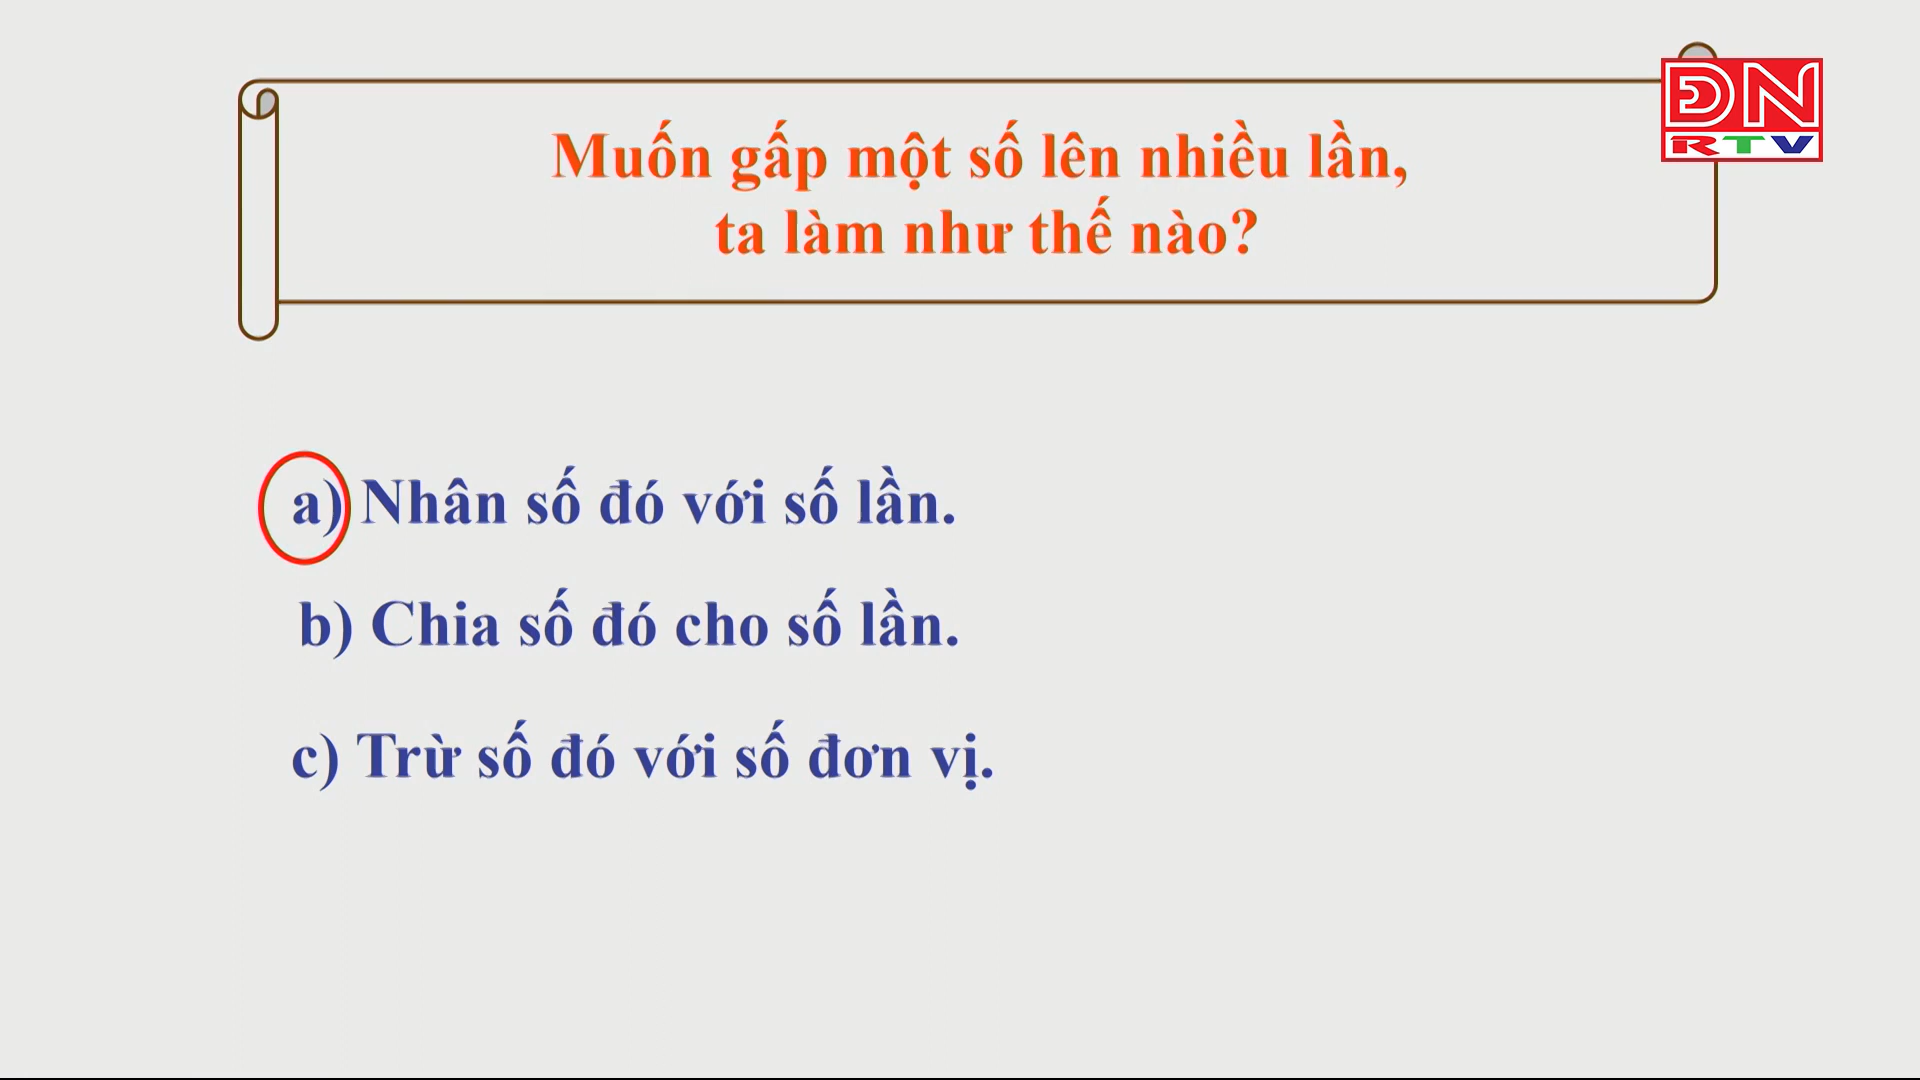 ĐN
RTV
Muốn gấp một số lên nhiều lần,
ta làm như thế nào?
a) Nhân số đó với số lần.
b) Chia số đó cho số lần.
c) Trừ số đó với số đơn vị.